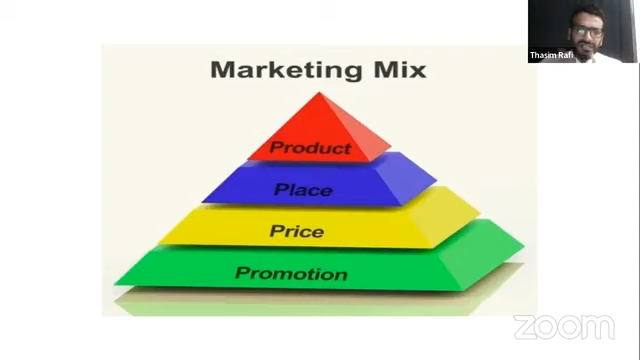 Marketing Mix
Thasim Rafi
Product
Place
Price
Promotion
zoom